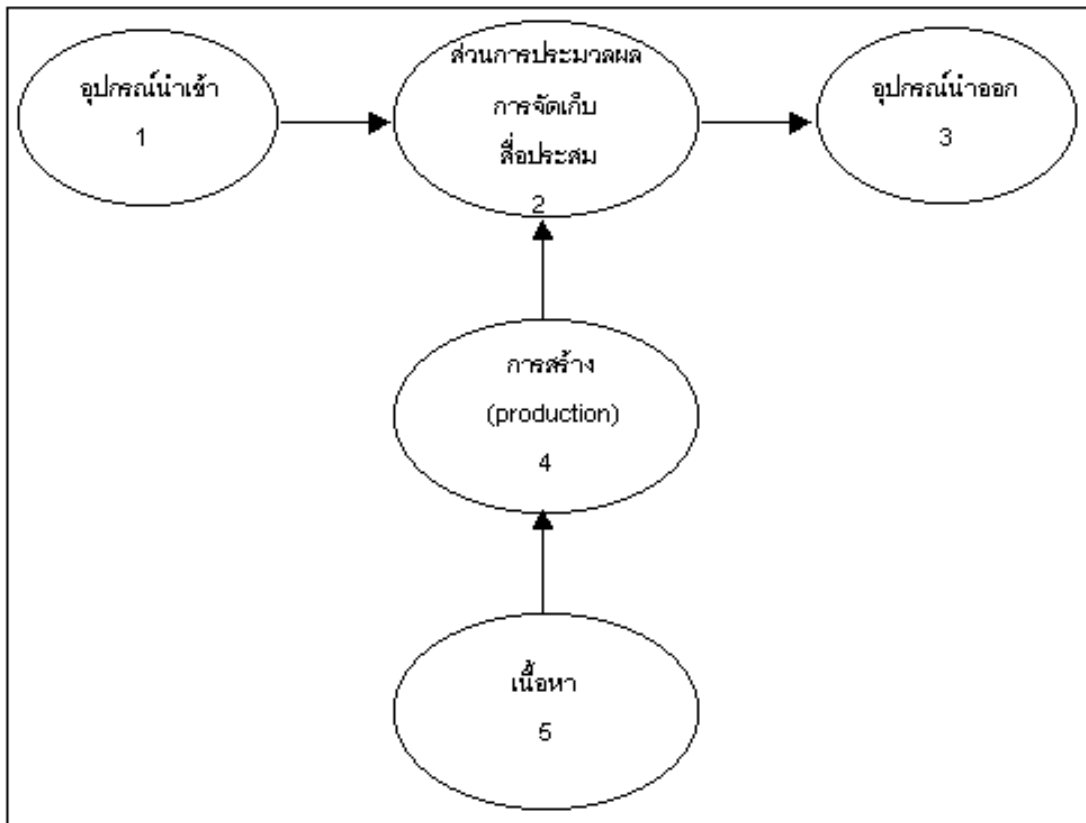 อุปกรณ์นำเข้า
1
ส่วนการประมวลผล
การจัดเก็บ
สื่อประสม
2
อุปกรณ์นำออก
3
การสร้าง
(production)
4
เนื้อหา
5